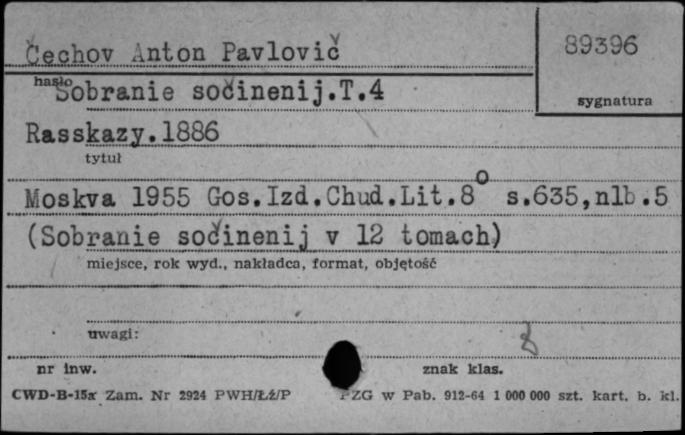 Čechov Anton Pavlovič
89396
hasło
Sobranie sočinenij.T.4
sygnatura
Rasskazy.1886
tytuł
Moskva 1955 Gos.Izd.Chud.Lit.8° s.635,nlb.5
(Sobranie sočinenij v 12 tomach)
miejsce, rok wyd., nakładca, format, objętość
uwagi:
8
nr inw.
znak klas.
CWD-B-15a Zam. Nr 2924 PWH/Łź/P PZG w Pab. 912-64 1 000 000 szt. kart. b. kl.